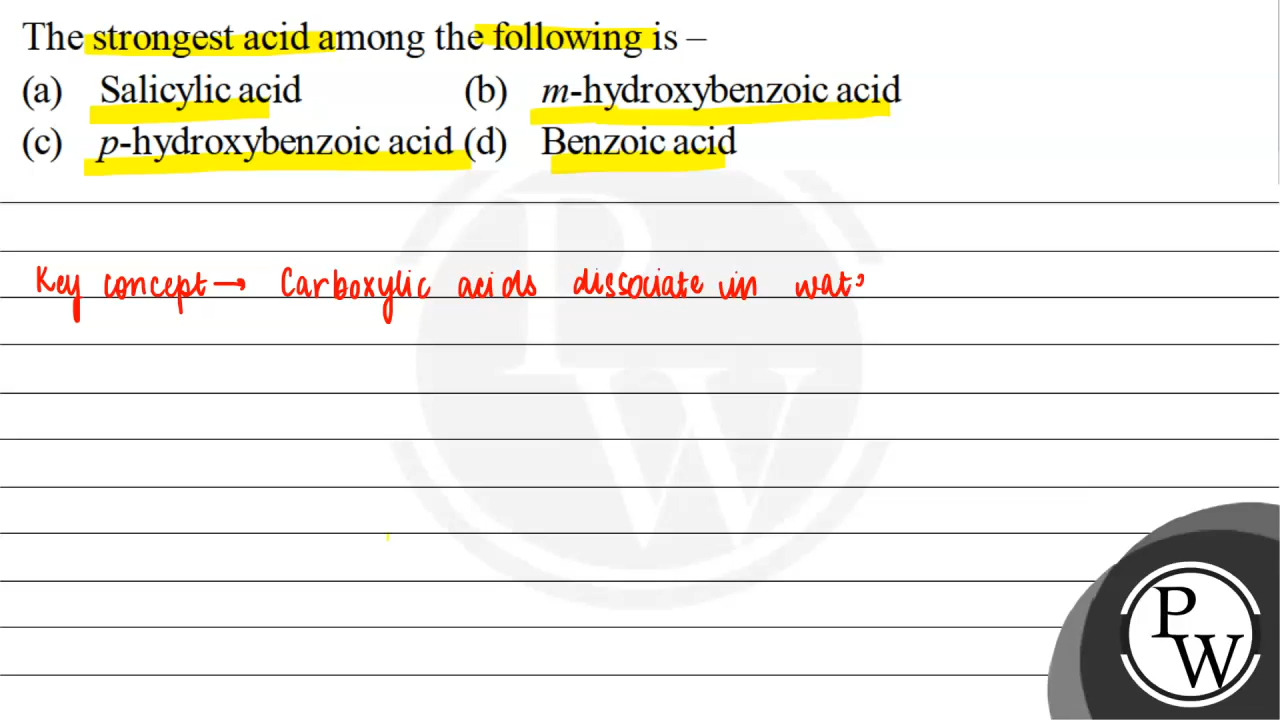 The strongest acid among the following is –
(a) Salicylic acid (b) m-hydroxybenzoic acid
(c) p-hydroxybenzoic acid (d) Benzoic acid
Key concept → Carboxylic acids dissociate in
PW
PW